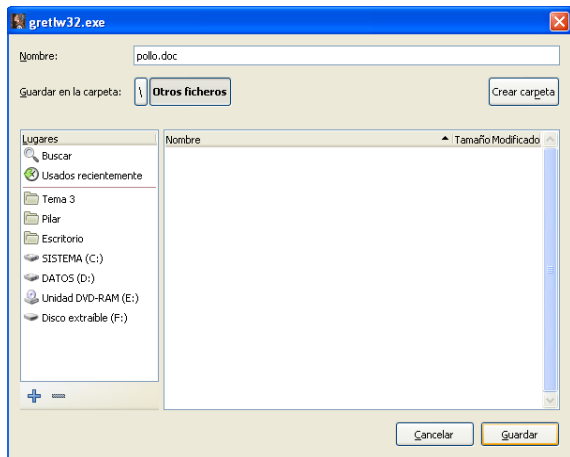 gretlw32.exe
Nombre: pollo.doc
Guardar en la carpeta: \ Otros ficheros Crear carpeta
Lugares Nombre Tamaño Modificado
Buscar
Usados recientemente
Tema 3
Pilar
Escritorio
SISTEMA (C:)
DATOS (D:)
Unidad DVD-RAM (E:)
Disco extraíble (F:)
Cancelar Guardar